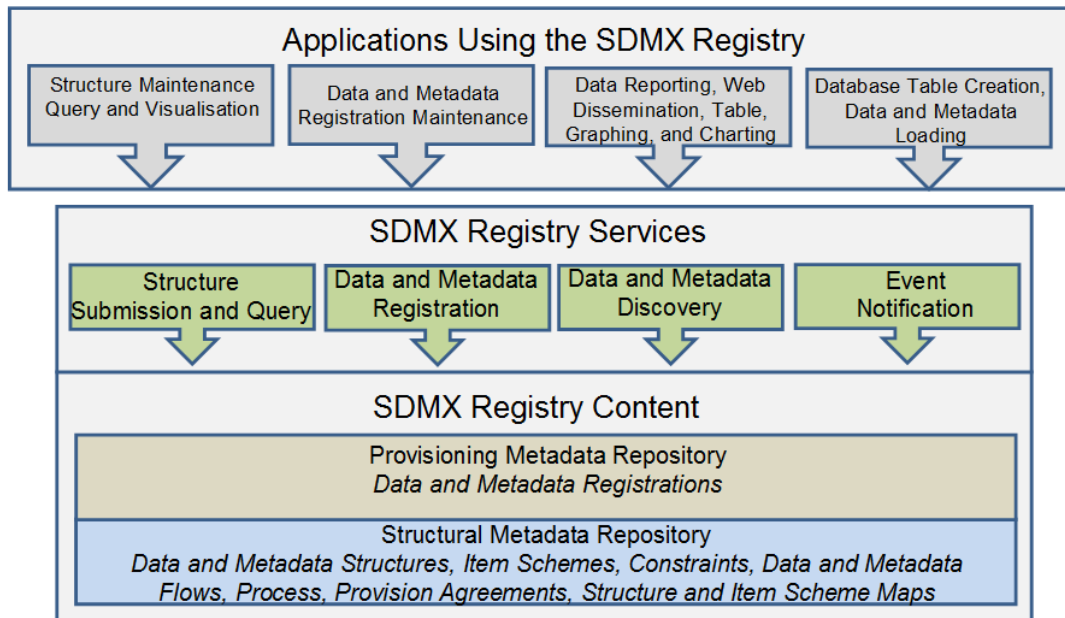 Applications Using the SDMX Registry
Structure Maintenance
Query and Visualisation
Data and Metadata
Registration Maintenance
Data Reporting, Web
Dissemination, Table,
Graphing, and Charting
Database Table Creation,
Data and Metadata
Loading
SDMX Registry Services
Structure
Submission and Query
Data and Metadada
Registration
Data and Metadada
Discovery
Event
Notification
SDMX Registry Content
Provisioning Metadata Repository
Data and Metadata Registrations
Structural Metadata Repository
Data and Metadata Structures, Item Schemes, Constraints, Data and Metadata
Flows, Process, Provision Agreements, Structure and Item Scheme Maps